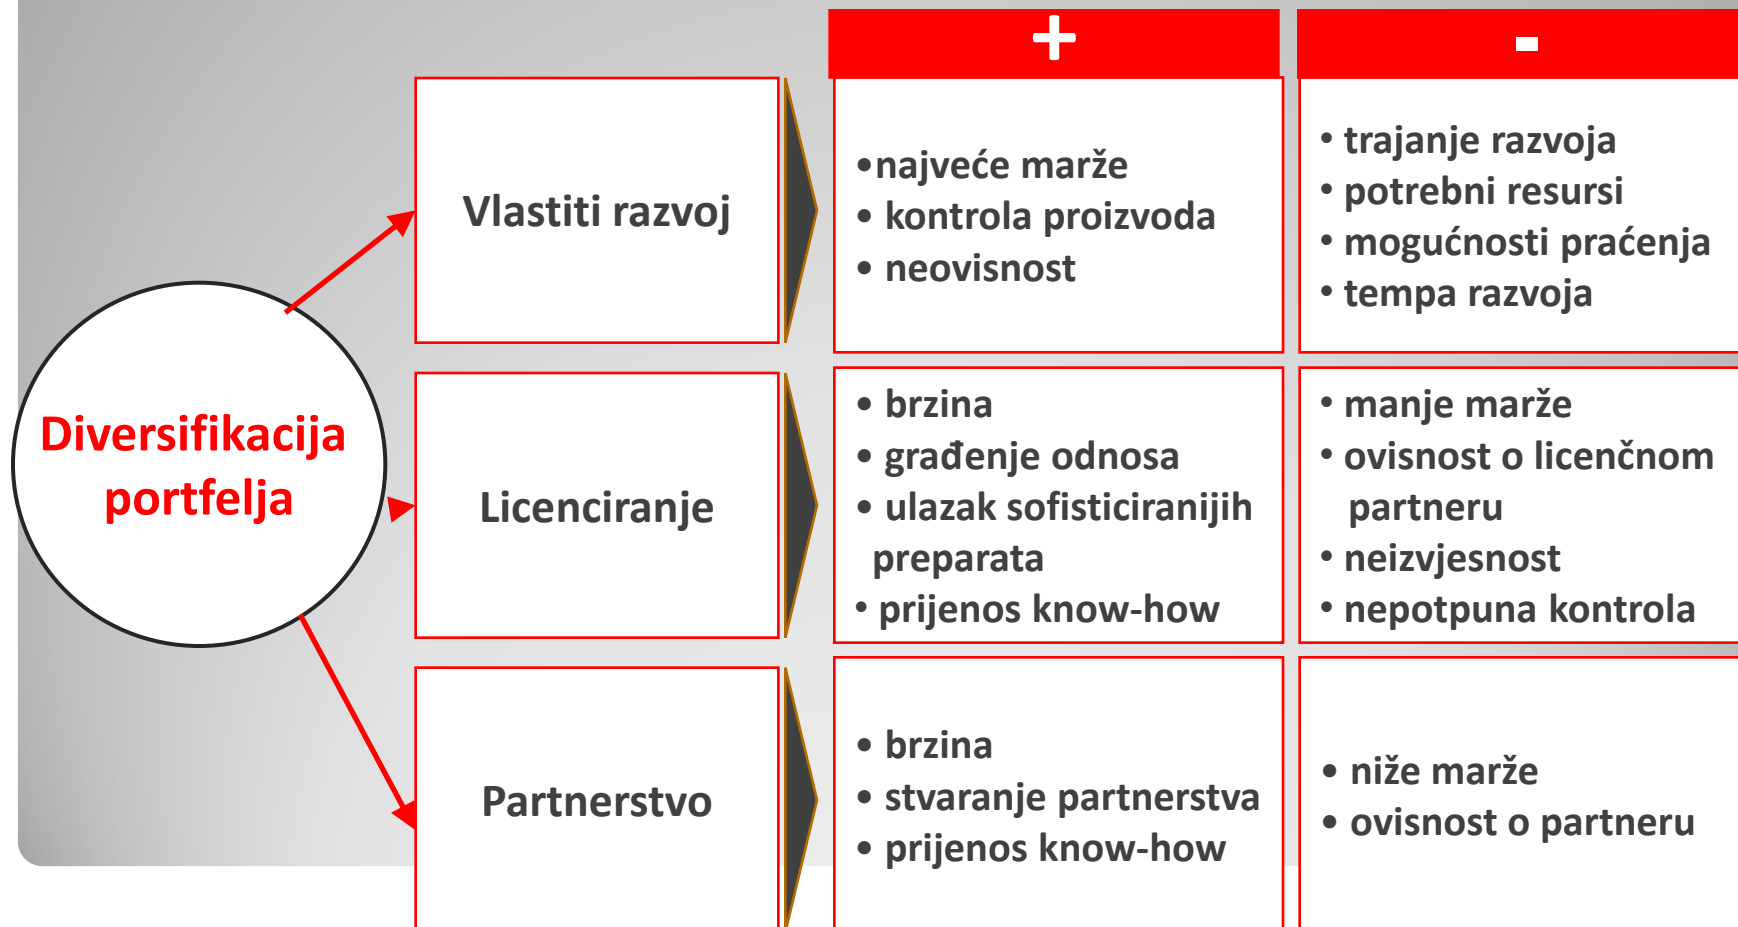 +
-
Diversifikacija
portfelja
Vlastiti razvoj
•najveće marže
• kontrola proizvoda
• neovisnost
• trajanje razvoja
• potrebni resursi
• mogućnosti praćenja
• tempa razvoja
Licenciranje
• brzina
• građenje odnosa
• ulazak sofisticiranijih
preparata
• prijenos know-how
• manje marže
• ovisnost o licenčnom
partneru
• neizvjesnost
• nepotpuna kontrola
Partnerstvo
• brzina
• stvaranje partnerstva
• prijenos know-how
• niže marže
• ovisnost o partneru